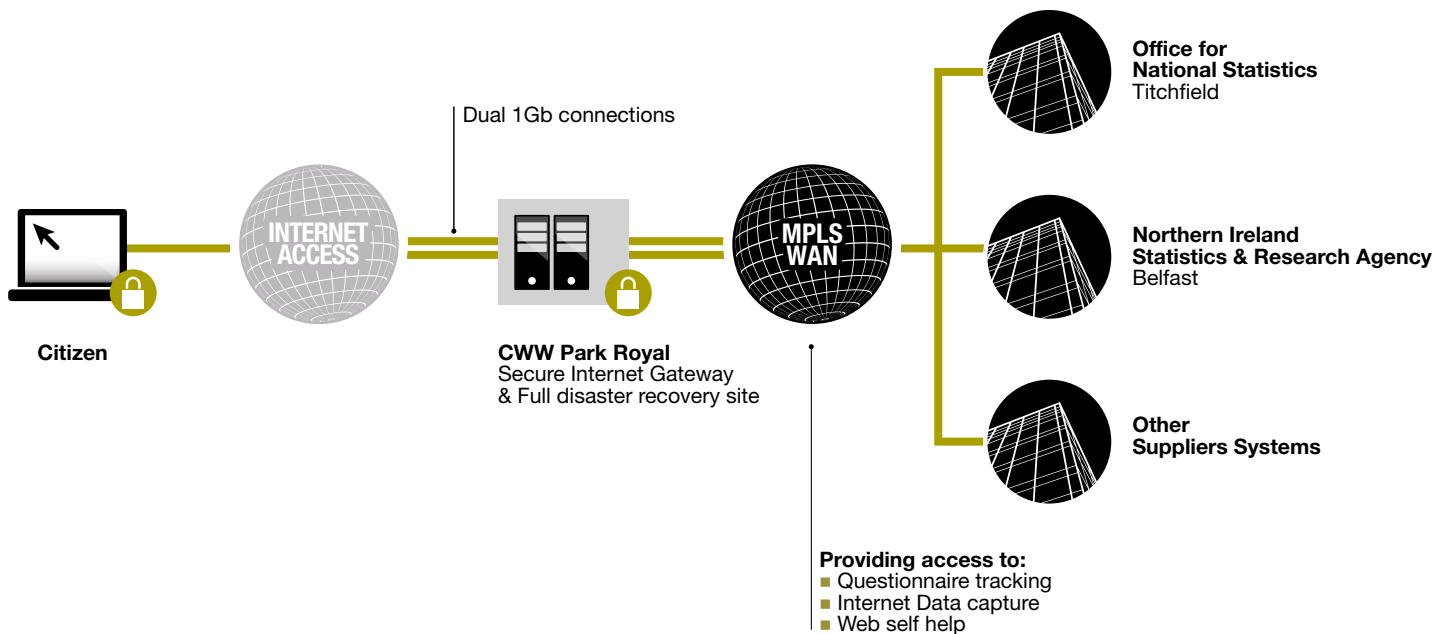 Office for
National Statistics
Titchfield
Dual 1Gb connections
INTERNET
ACCESS
MPLS
WAN
Northern Ireland
Statistics & Research Agency
Belfast
Citizen
CWW Park Royal
Secure Internet Gateway
& Full disaster recovery site
Other
Suppliers Systems
Providing access to:
■ Questionnaire tracking
■ Internet Data capture
■ Web self help